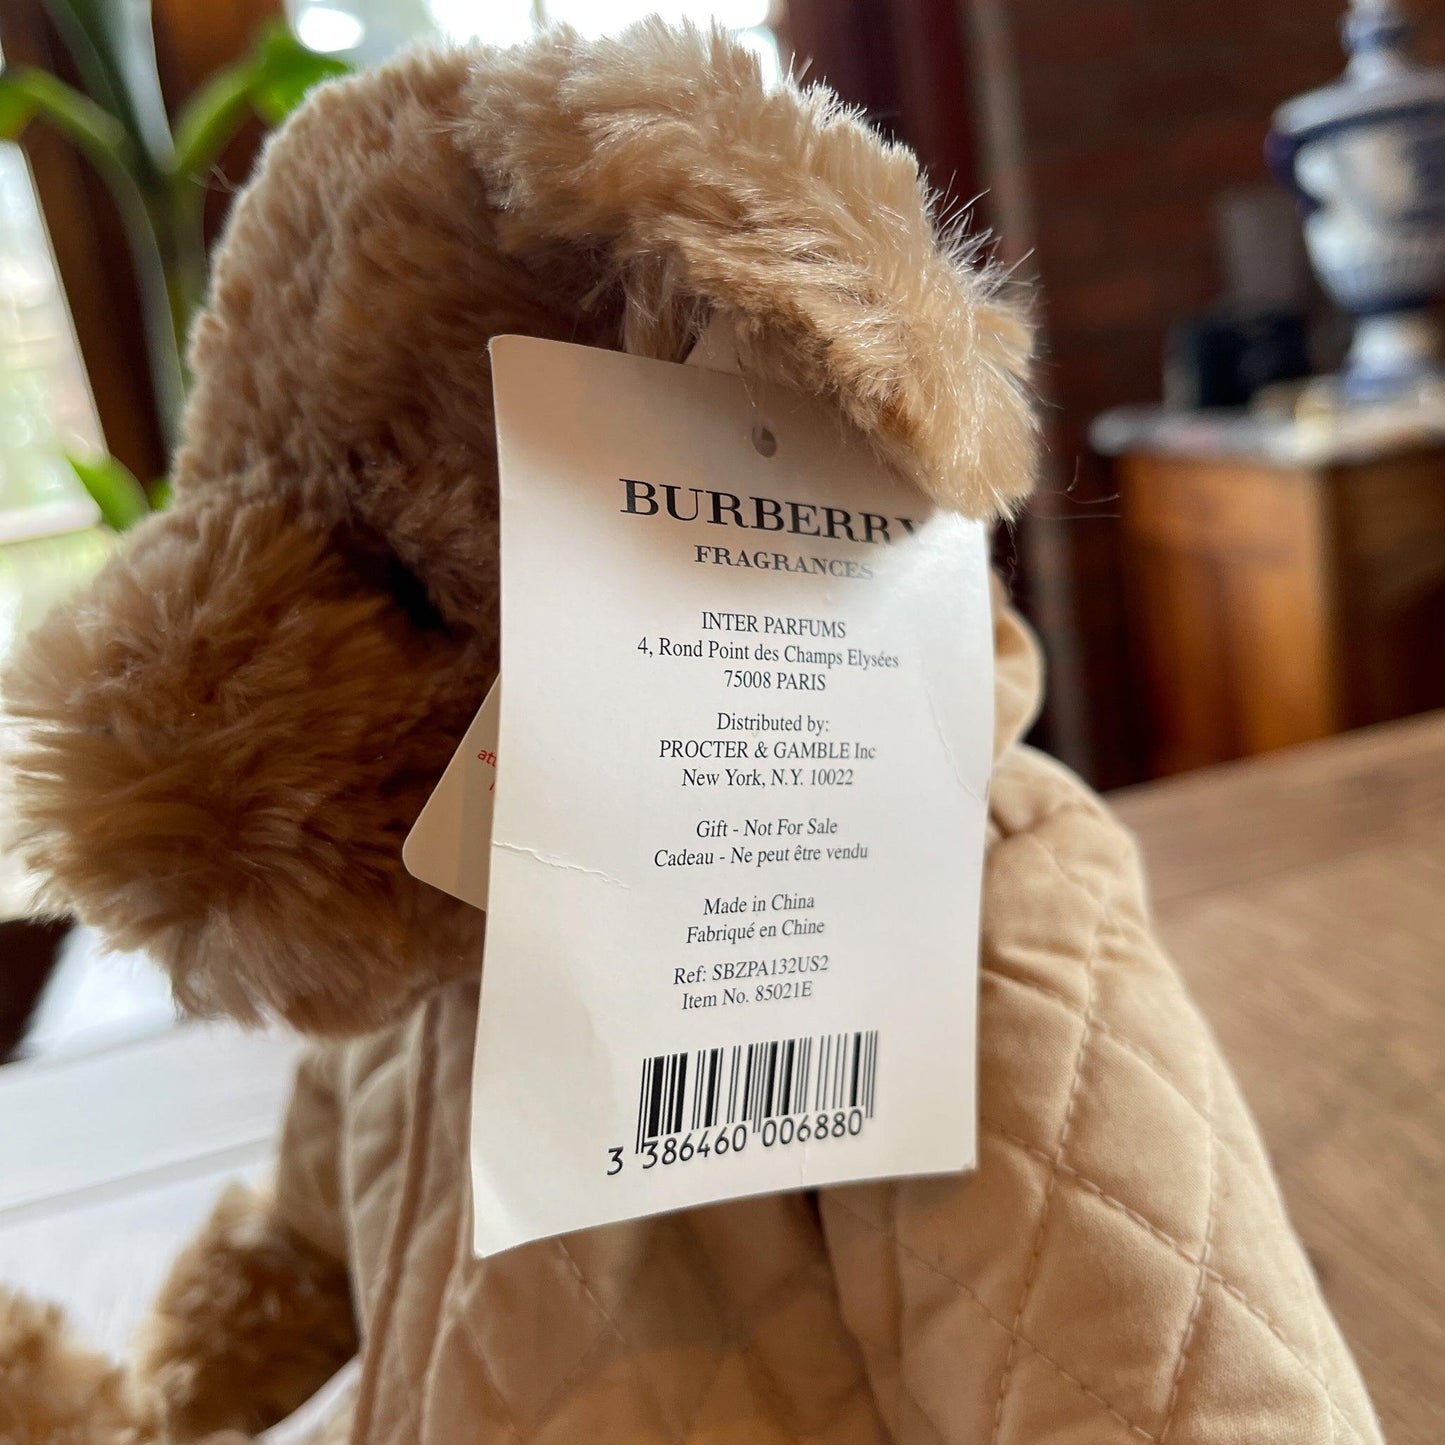 BURBERRY
FRAGRANCES
INTER PARFUMS
4, Rond Point des Champs Elysées
75008 PARIS
Distributed by:
PROCTER & GAMBLE Inc
New York, N.Y. 10022
Gift - Not For Sale
Cadeau - Ne peut être vendu
Made in China
Fabriqué en Chine
Ref: SBZPA132US2
Item No. 85021E
3 386460 006880